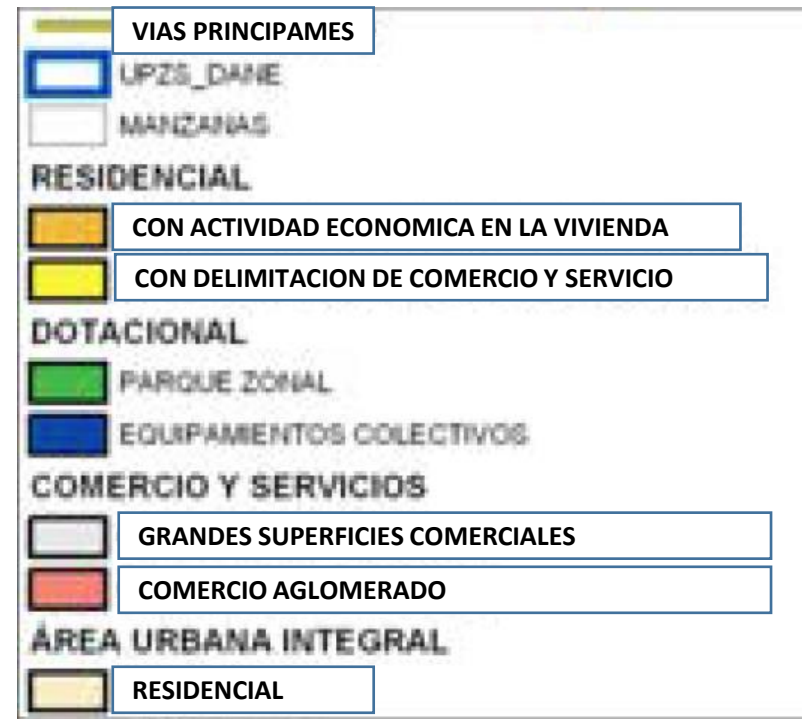 VIAS PRINCIPAMES
UPZS_DANE
MANZANAS
RESIDENCIAL
CON ACTIVIDAD ECONOMICA EN LA VIVIENDA
CON DELIMITACION DE COMERCIO Y SERVICIO
DOTACIONAL
PARQUE ZONAL
EQUIPAMIENTOS COLECTIVOS
COMERCIO Y SERVICIOS
GRANDES SUPERFICIES COMERCIALES
COMERCIO AGLOMERADO
ÁREA URBANA INTEGRAL
RESIDENCIAL